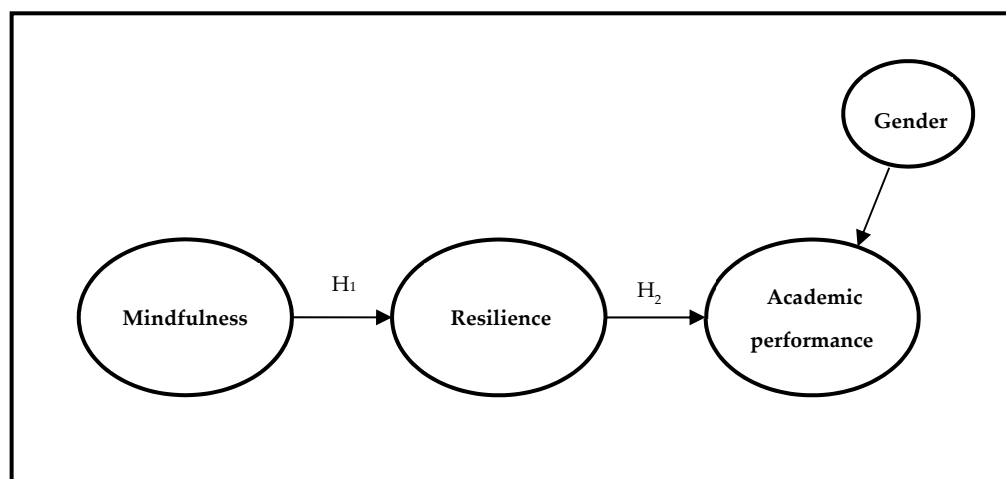 Gender
H1
H2
Mindfulness
Resilience
Academic
performance